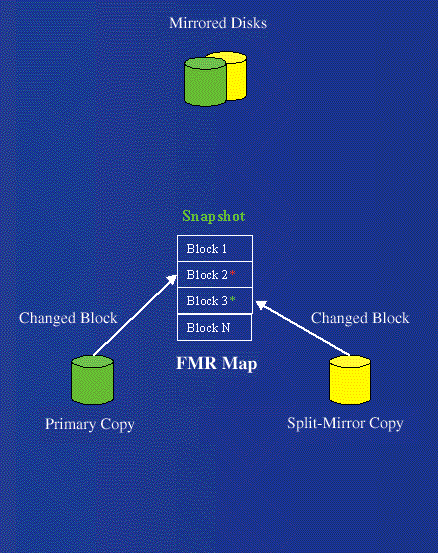 Mirrored Disks
Snapshot
Block 1
Block 2*
Block 3*
Block N
Changed Block
Changed Block
FMR Map
Primary Copy
Split-Mirror Copy